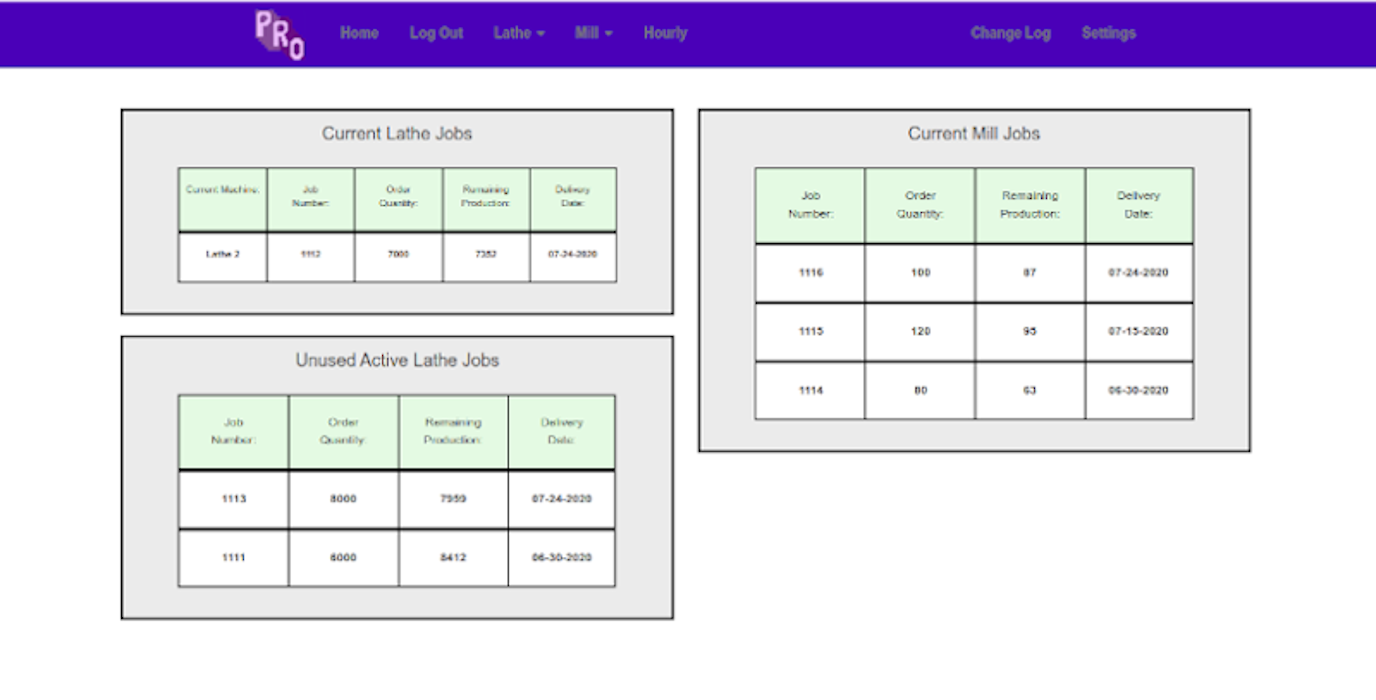 PRO Home Log Out Lathe Mill Hourly Change Log Settings
Current Lathe Jobs
Current Machine: Job Number: Order Quantity: Remaining Production: Delivery Date:
Lathe 2 1112 7000 7352 07-24-2020
Unused Active Lathe Jobs
Job Number: Order Quantity: Remaining Production: Delivery Date:
1113 8000 7959 07-24-2020
1111 6000 8412 06-30-2020
Current Mill Jobs
Job Number: Order Quantity: Remaining Production: Delivery Date:
1116 100 87 07-24-2020
1115 120 95 07-15-2020
1114 80 63 06-30-2020